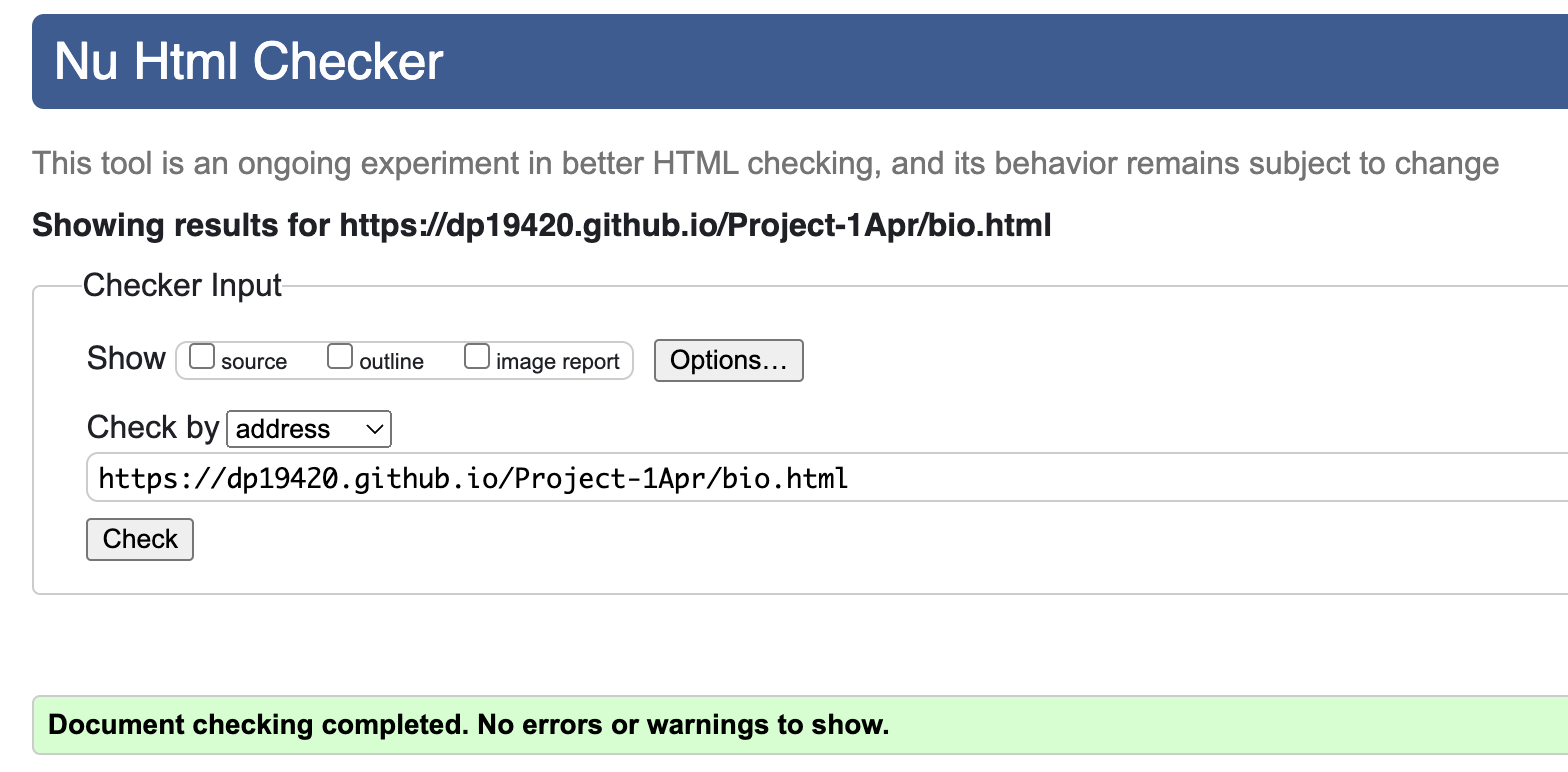 Nu Html Checker
This tool is an ongoing experiment in better HTML checking, and its behavior remains subject to change
Showing results for https://dp19420.github.io/Project-1Apr/bio.html
Checker Input
Show source outline image report Options...
Check by address
https://dp19420.github.io/Project-1Apr/bio.html
Check
Document checking completed. No errors or warnings to show.